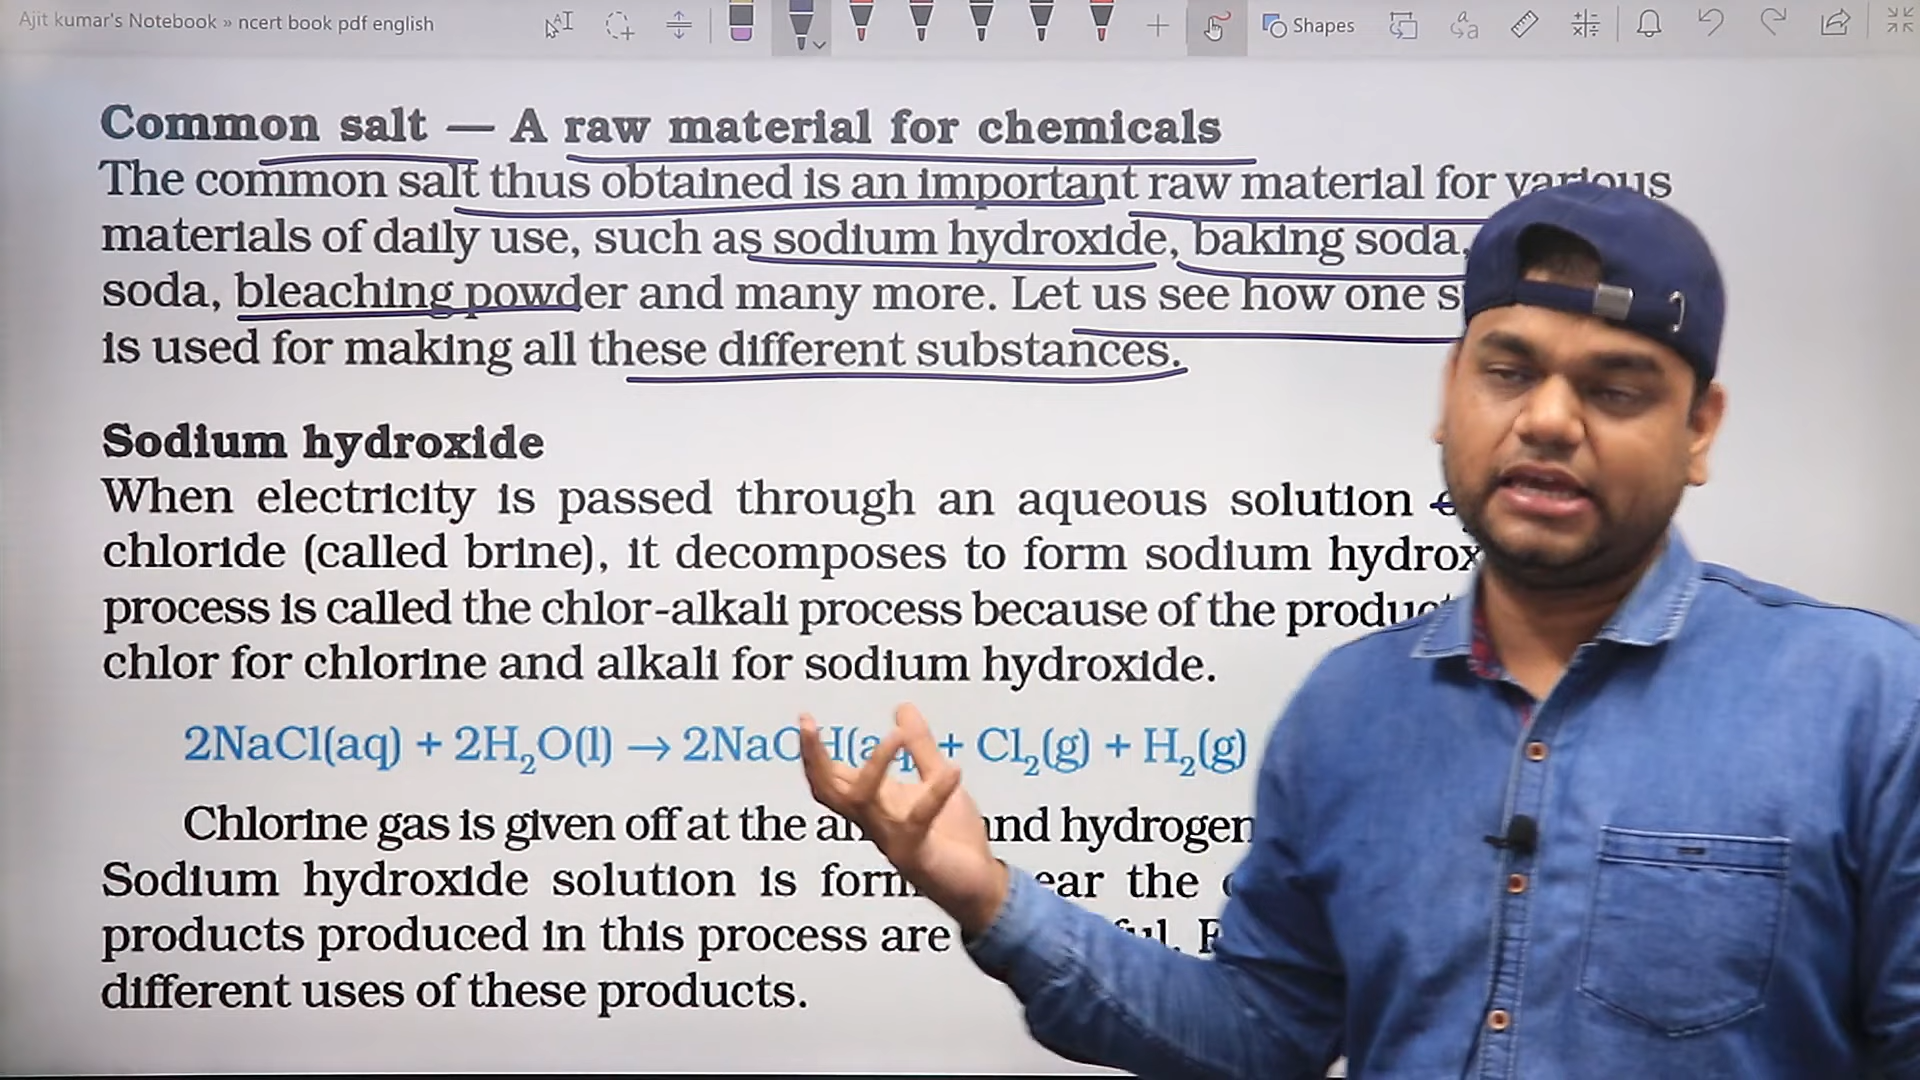 Ajit kumar's Notebook » ncert book pdf english
Shapes
Common salt — A raw material for chemicals
The common salt thus obtained is an important raw material for various
materials of daily use, such as sodium hydroxide, baking soda,
soda, bleaching powder and many more. Let us see how one
is used for making all these different substances.
Sodium hydroxide
When electricity is passed through an aqueous solution
chloride (called brine), it decomposes to form sodium
process is called the chlor-alkali process because of the
chlor for chlorine and alkali for sodium hydroxide.
2NaCl(aq) + 2H₂O(l) → 2NaOH(aq) + Cl₂(g) + H₂(g)
Chlorine gas is given off at the and hydrogen
Sodium hydroxide solution is the
products produced in this process are
different uses of these products.